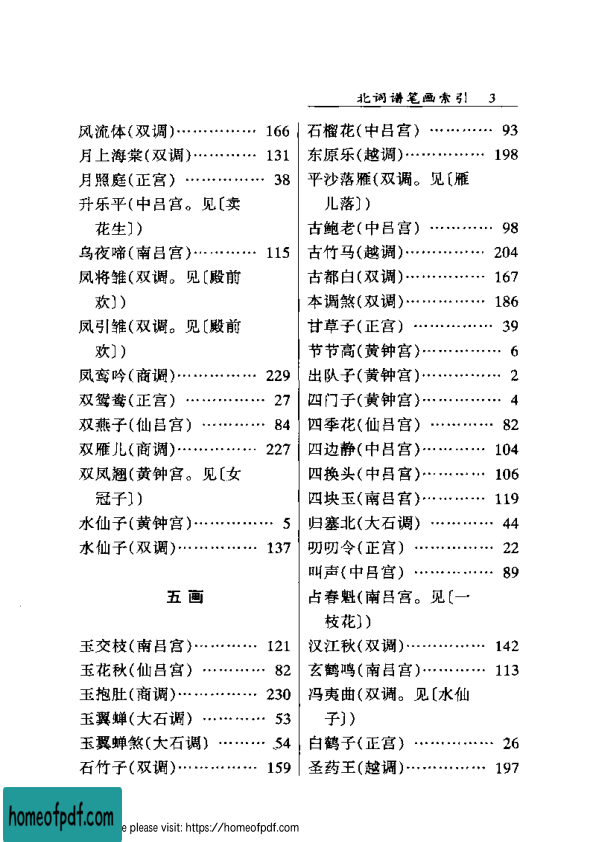 北词谱笔画索引 3
风流体(双调)…………… 166
月上海棠(双调)………… 131
月照庭(正宫) …………… 38
升乐平(中吕宫。见〔卖
花生〕)
乌夜啼(南吕宫)………… 115
凤将雏(双调。见〔殿前
欢〕)
凤引雏(双调。见〔殿前
欢〕)
凤鸾吟(商调)…………… 229
双鸳鸯(正宫) …………… 27
双燕子(仙吕宫) ………… 84
双雁儿(商调)…………… 227
双凤翘(黄钟宫。见〔女
冠子〕)
水仙子(黄钟宫)…………… 5
水仙子(双调)…………… 137
五画
玉交枝(南吕宫)………… 121
玉花秋(仙吕宫) ………… 82
玉抱肚(商调)…………… 230
玉翼蝉(大石调) ………… 53
玉翼蝉煞(大石调) ……… 54
石竹子(双调)…………… 159
石榴花(中吕宫) ………… 93
东原乐(越调)…………… 198
平沙落雁(双调。见〔雁
儿落〕)
古鲍老(中吕宫) ………… 98
古竹马(越调)…………… 204
古都白(双调)…………… 167
本调煞(双调)…………… 186
甘草子(正宫) …………… 39
节节高(黄钟宫)…………… 6
出队子(黄钟宫)…………… 2
四门子(黄钟宫)…………… 4
四季花(仙吕宫) ………… 82
四边静(中吕宫)………… 104
四换头(中吕宫)………… 106
四块玉(南吕宫)………… 119
归塞北(大石调) ………… 44
叨叨令(正宫) …………… 22
叫声(中吕宫) …………… 89
占春魁(南吕宫。见〔一
枝花〕)
汉江秋(双调)…………… 142
玄鹤鸣(南吕宫)………… 113
冯夷曲(双调。见〔水仙
子〕)
白鹤子(正宫) …………… 26
圣药王(越调)…………… 197
homeofpdf.com
e please visit: https://homeofpdf.com